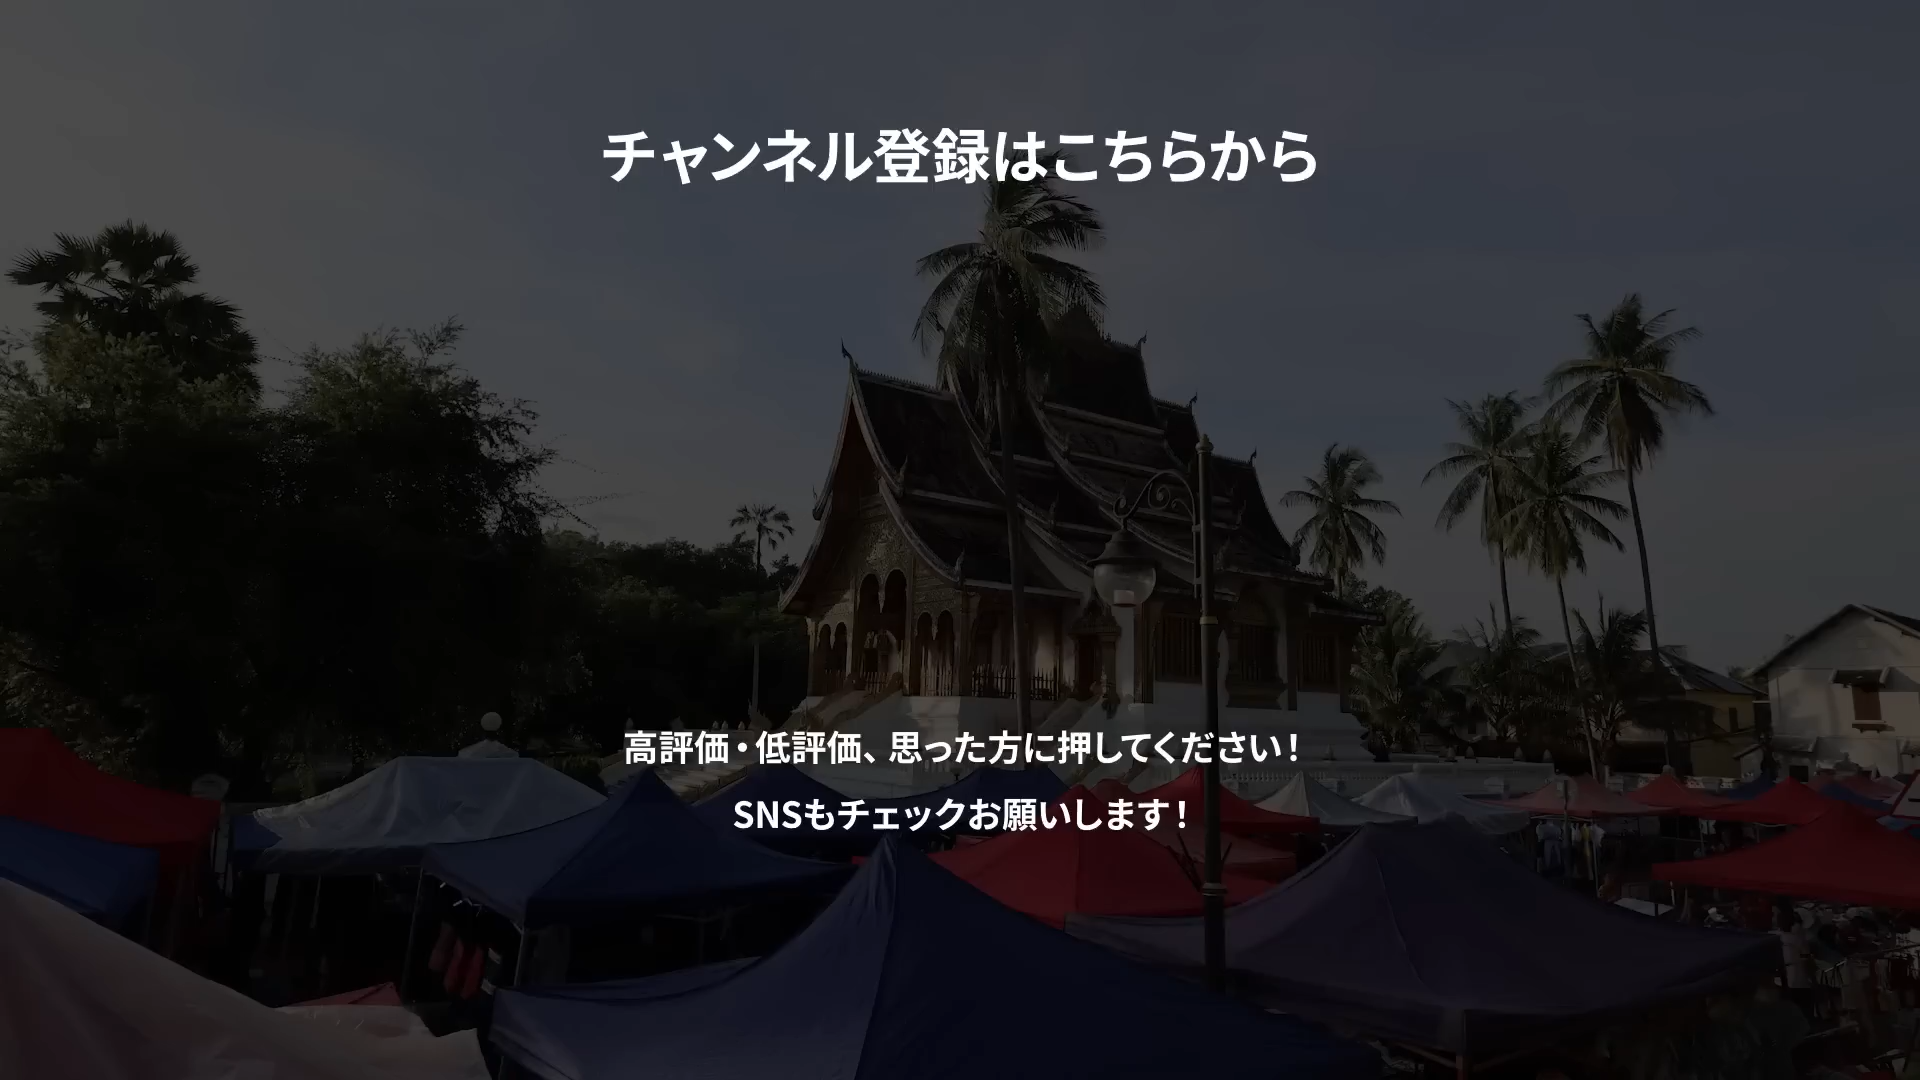 チャンネル登録はこちらから
高評価・低評価、思った方に押してください！
SNSもチェックお願いします！